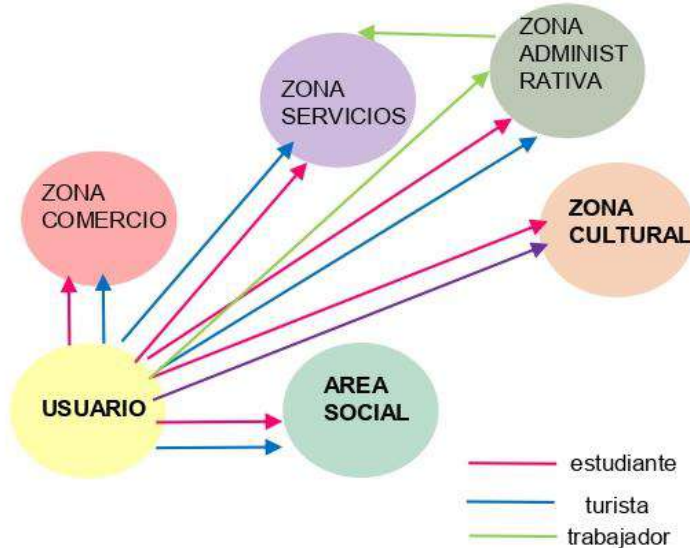 ZONA
ADMINIST
RATIVA
ZONA
SERVICIOS
ZONA
COMERCIO
ZONA
CULTURAL
USUARIO
AREA
SOCIAL
estudiante
turista
trabajador